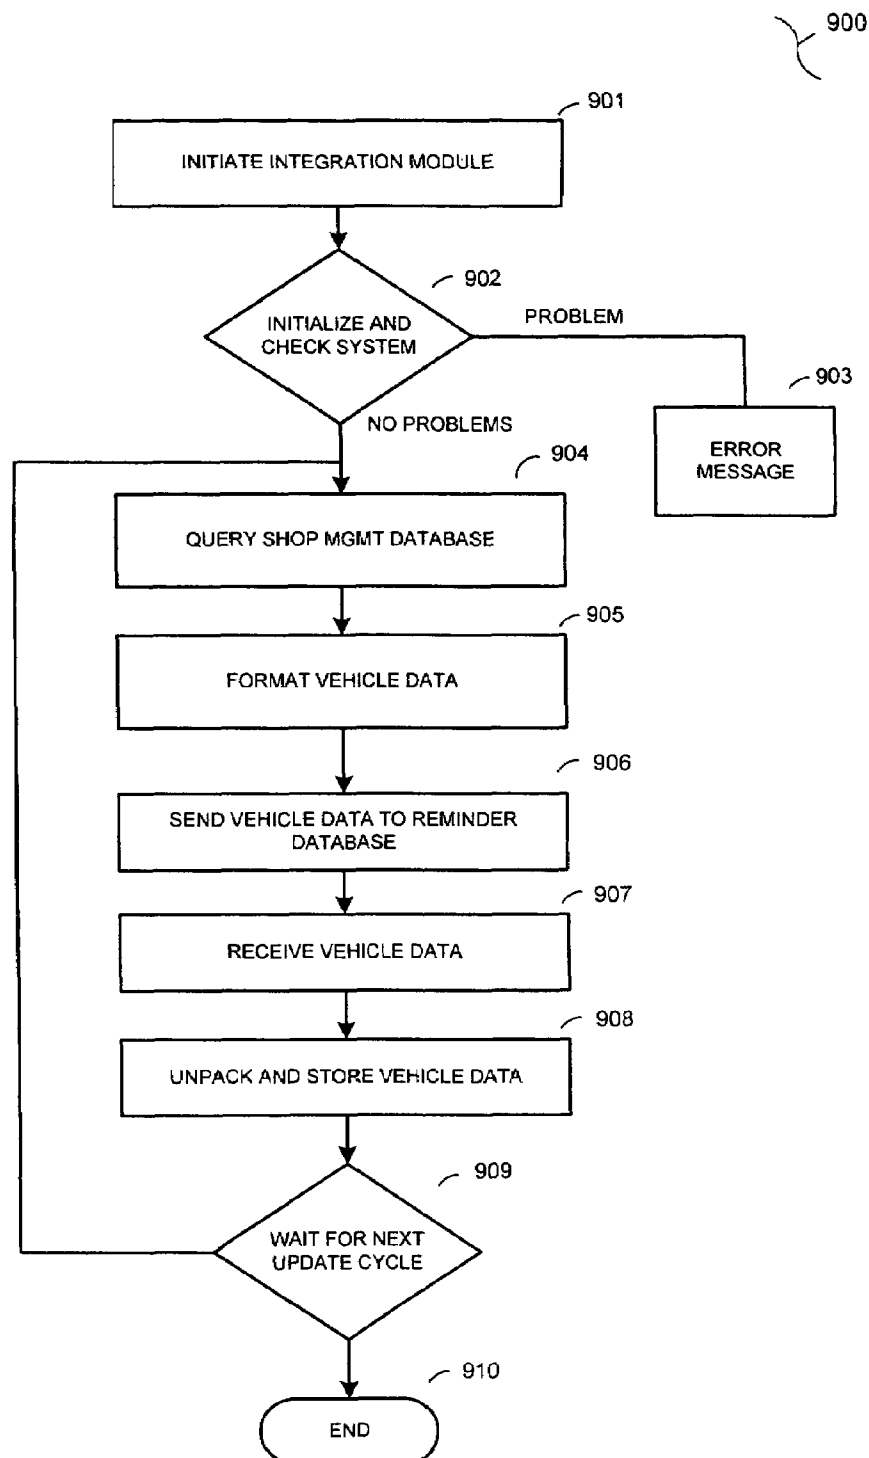 900
901
INITIATE INTEGRATION MODULE
902
INITIALIZE AND
CHECK SYSTEM
PROBLEM
903
ERROR
MESSAGE
NO PROBLEMS
904
QUERY SHOP MGMT DATABASE
905
FORMAT VEHICLE DATA
906
SEND VEHICLE DATA TO REMINDER
DATABASE
907
RECEIVE VEHICLE DATA
908
UNPACK AND STORE VEHICLE DATA
909
WAIT FOR NEXT
UPDATE CYCLE
910
END